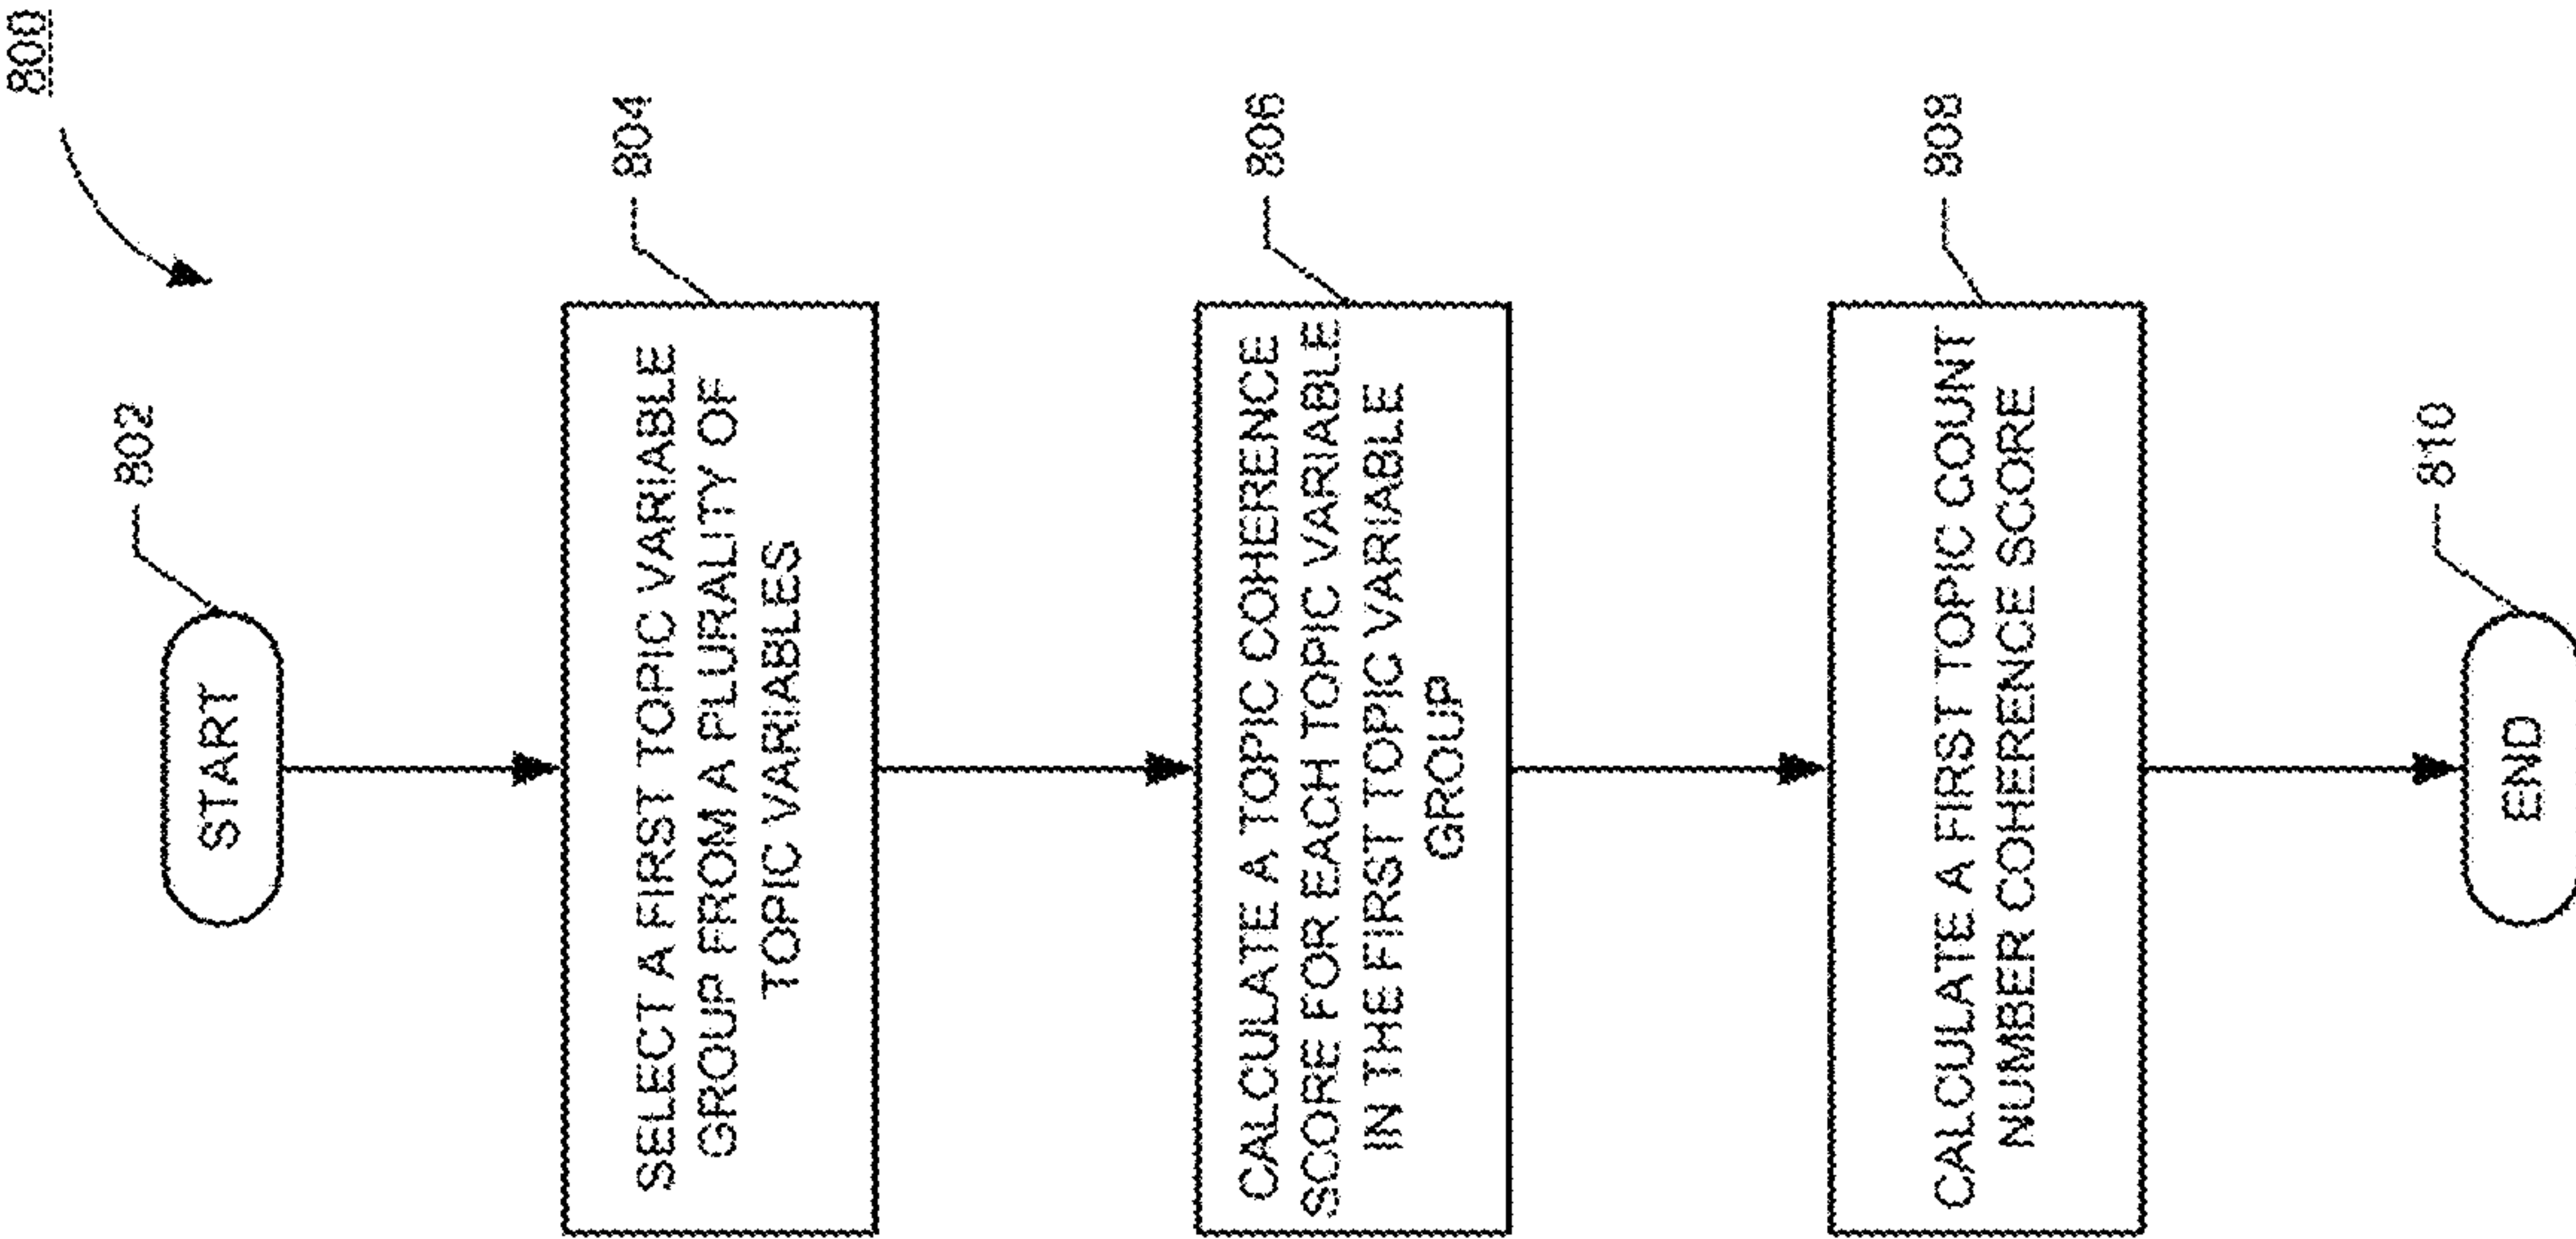 800
START
802
SELECT A FIRST TOPIC VARIABLE
GROUP FROM A PLURALITY OF
TOPIC VARIABLES
804
CALCULATE A TOPIC COHERENCE
SCORE FOR EACH TOPIC VARIABLE
IN THE FIRST TOPIC VARIABLE
GROUP
806
CALCULATE A FIRST TOPIC COUNT
NUMBER COHERENCE SCORE
808
END
810